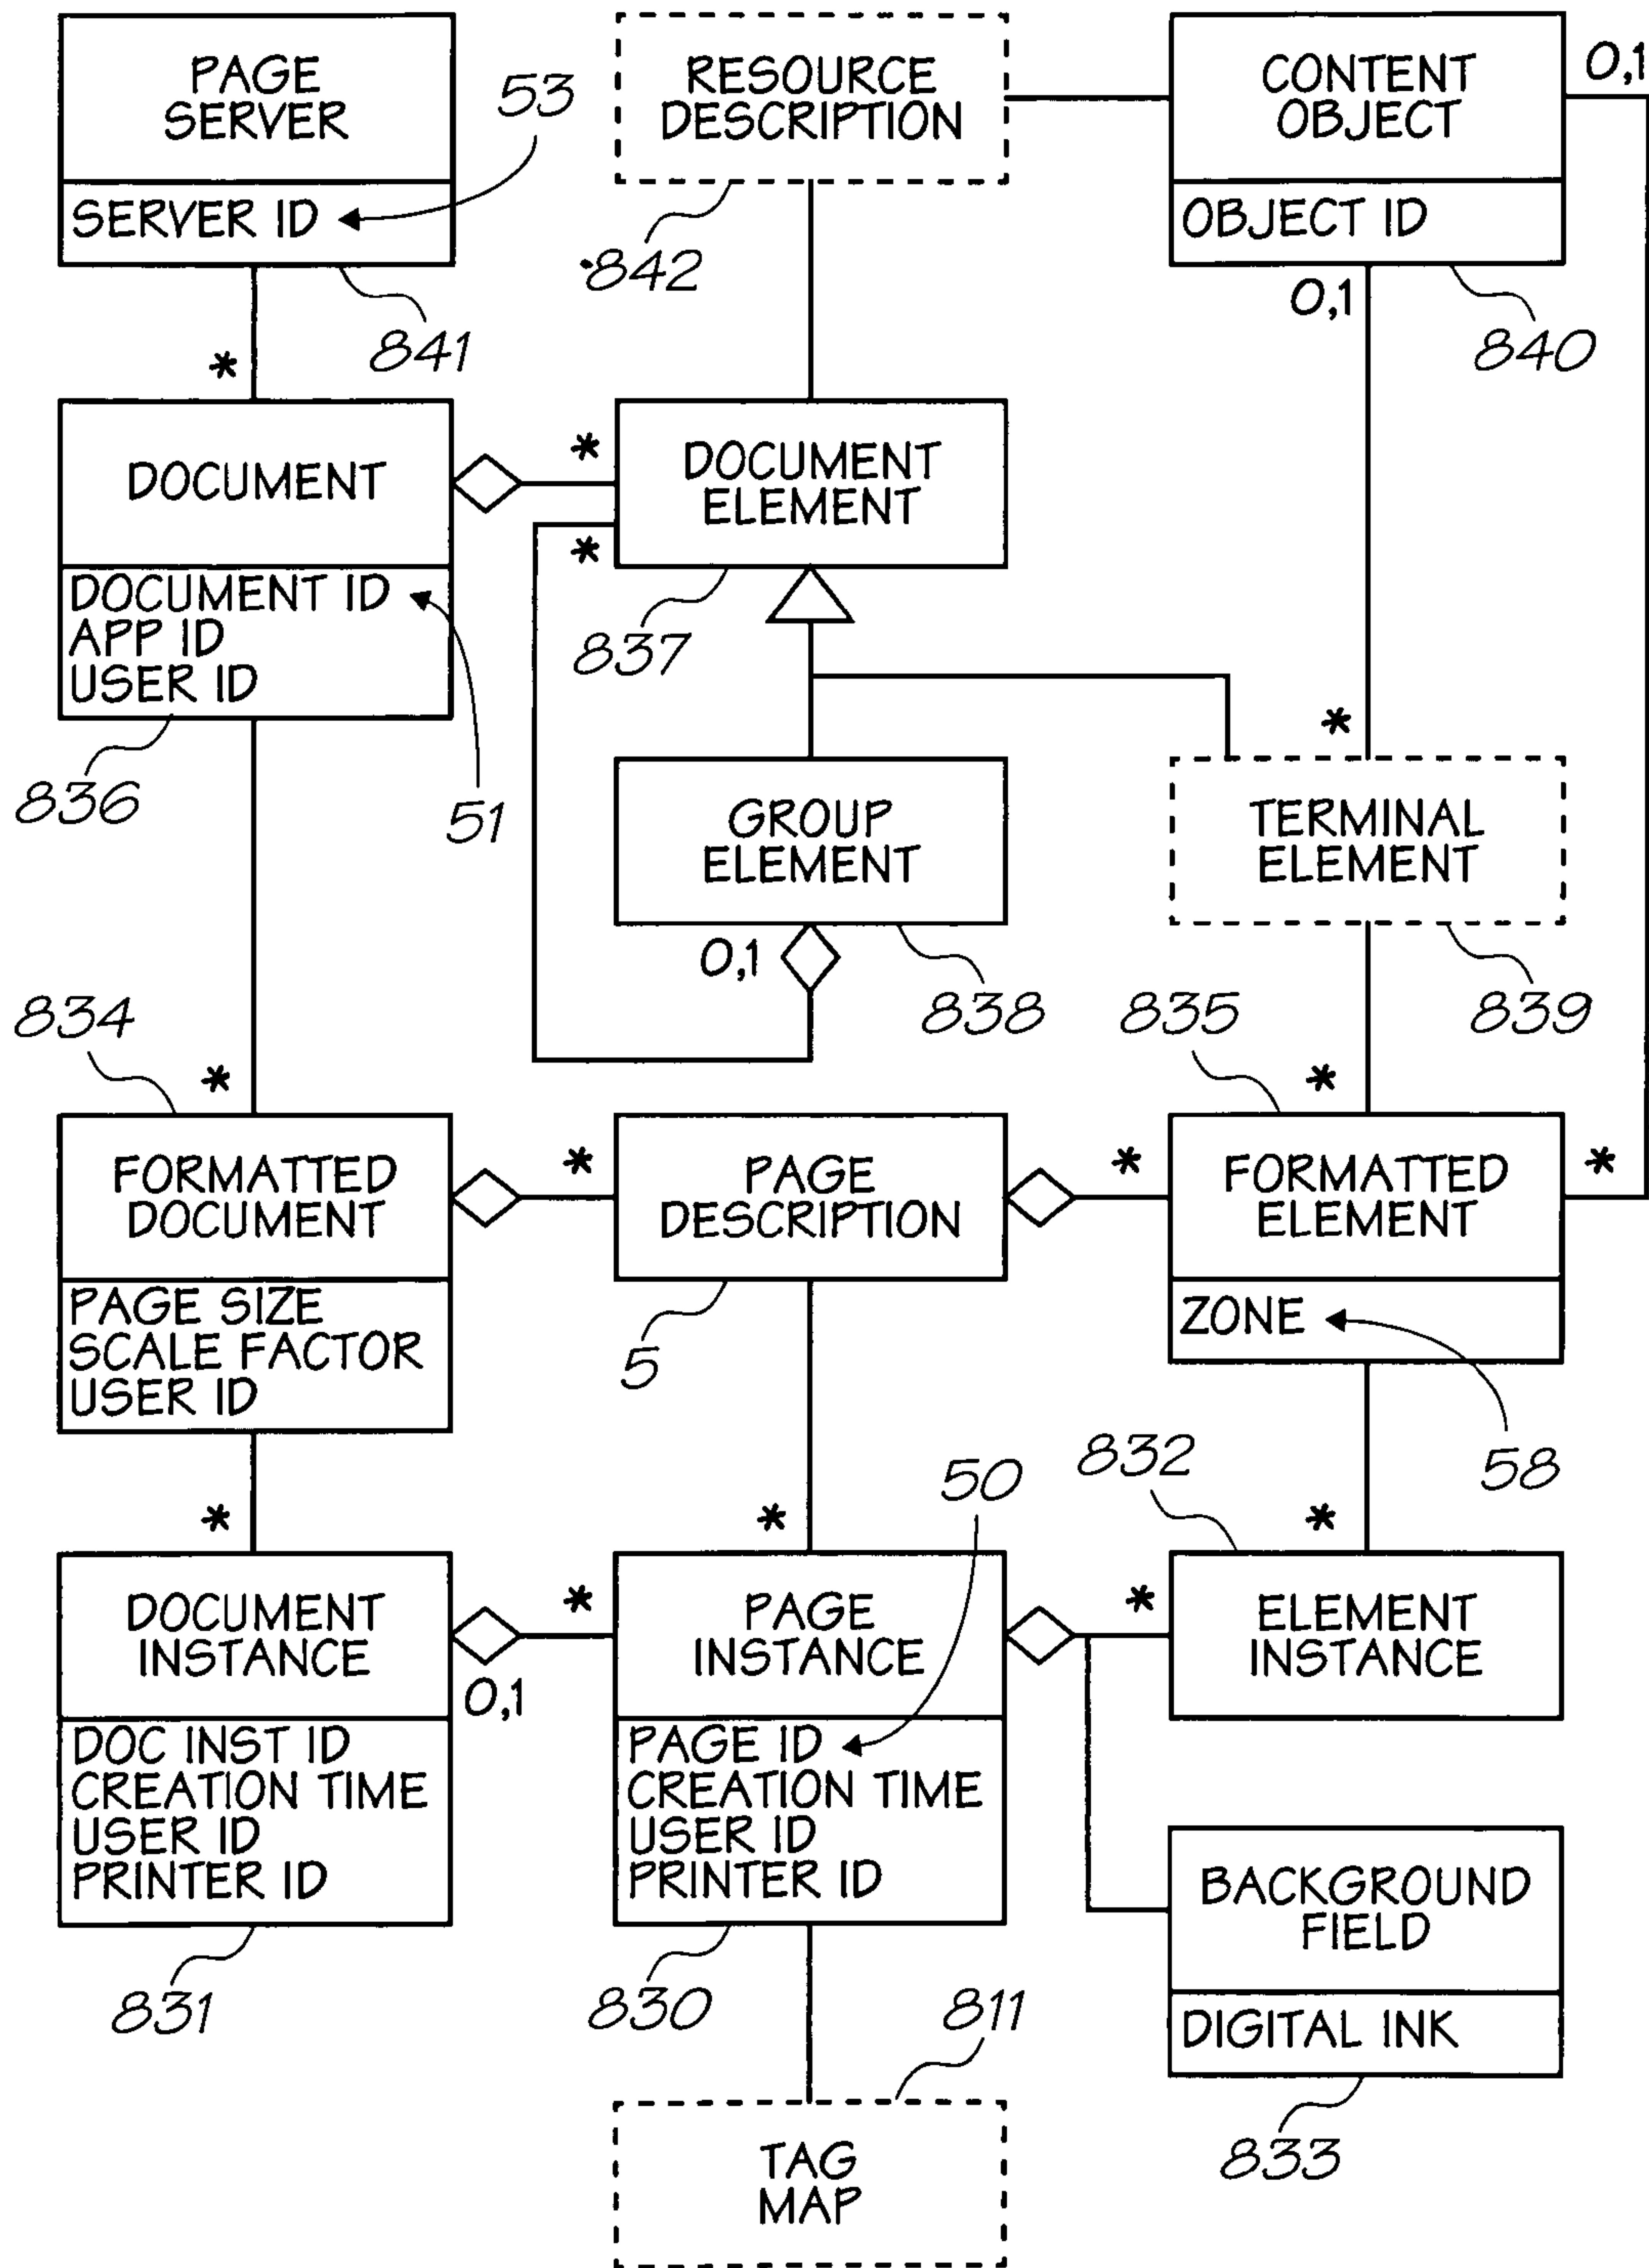 PAGE
SERVER
SERVER ID
53
841
RESOURCE
DESCRIPTION
842
CONTENT
OBJECT
OBJECT ID
840
0,1
0,1
*
DOCUMENT
DOCUMENT ID
APP ID
USER ID
51
836
*
*
DOCUMENT
ELEMENT
837
GROUP
ELEMENT
0,1
838
*
TERMINAL
ELEMENT
839
834
*
FORMATTED
DOCUMENT
PAGE SIZE
SCALE FACTOR
USER ID
*
PAGE
DESCRIPTION
5
*
835
*
FORMATTED
ELEMENT
*
ZONE
58
*
DOCUMENT
INSTANCE
0,1
DOC INST ID
CREATION TIME
USER ID
PRINTER ID
831
*
*
50
PAGE
INSTANCE
PAGE ID
CREATION TIME
USER ID
PRINTER ID
830
*
832
*
ELEMENT
INSTANCE
BACKGROUND
FIELD
DIGITAL INK
833
811
TAG
MAP